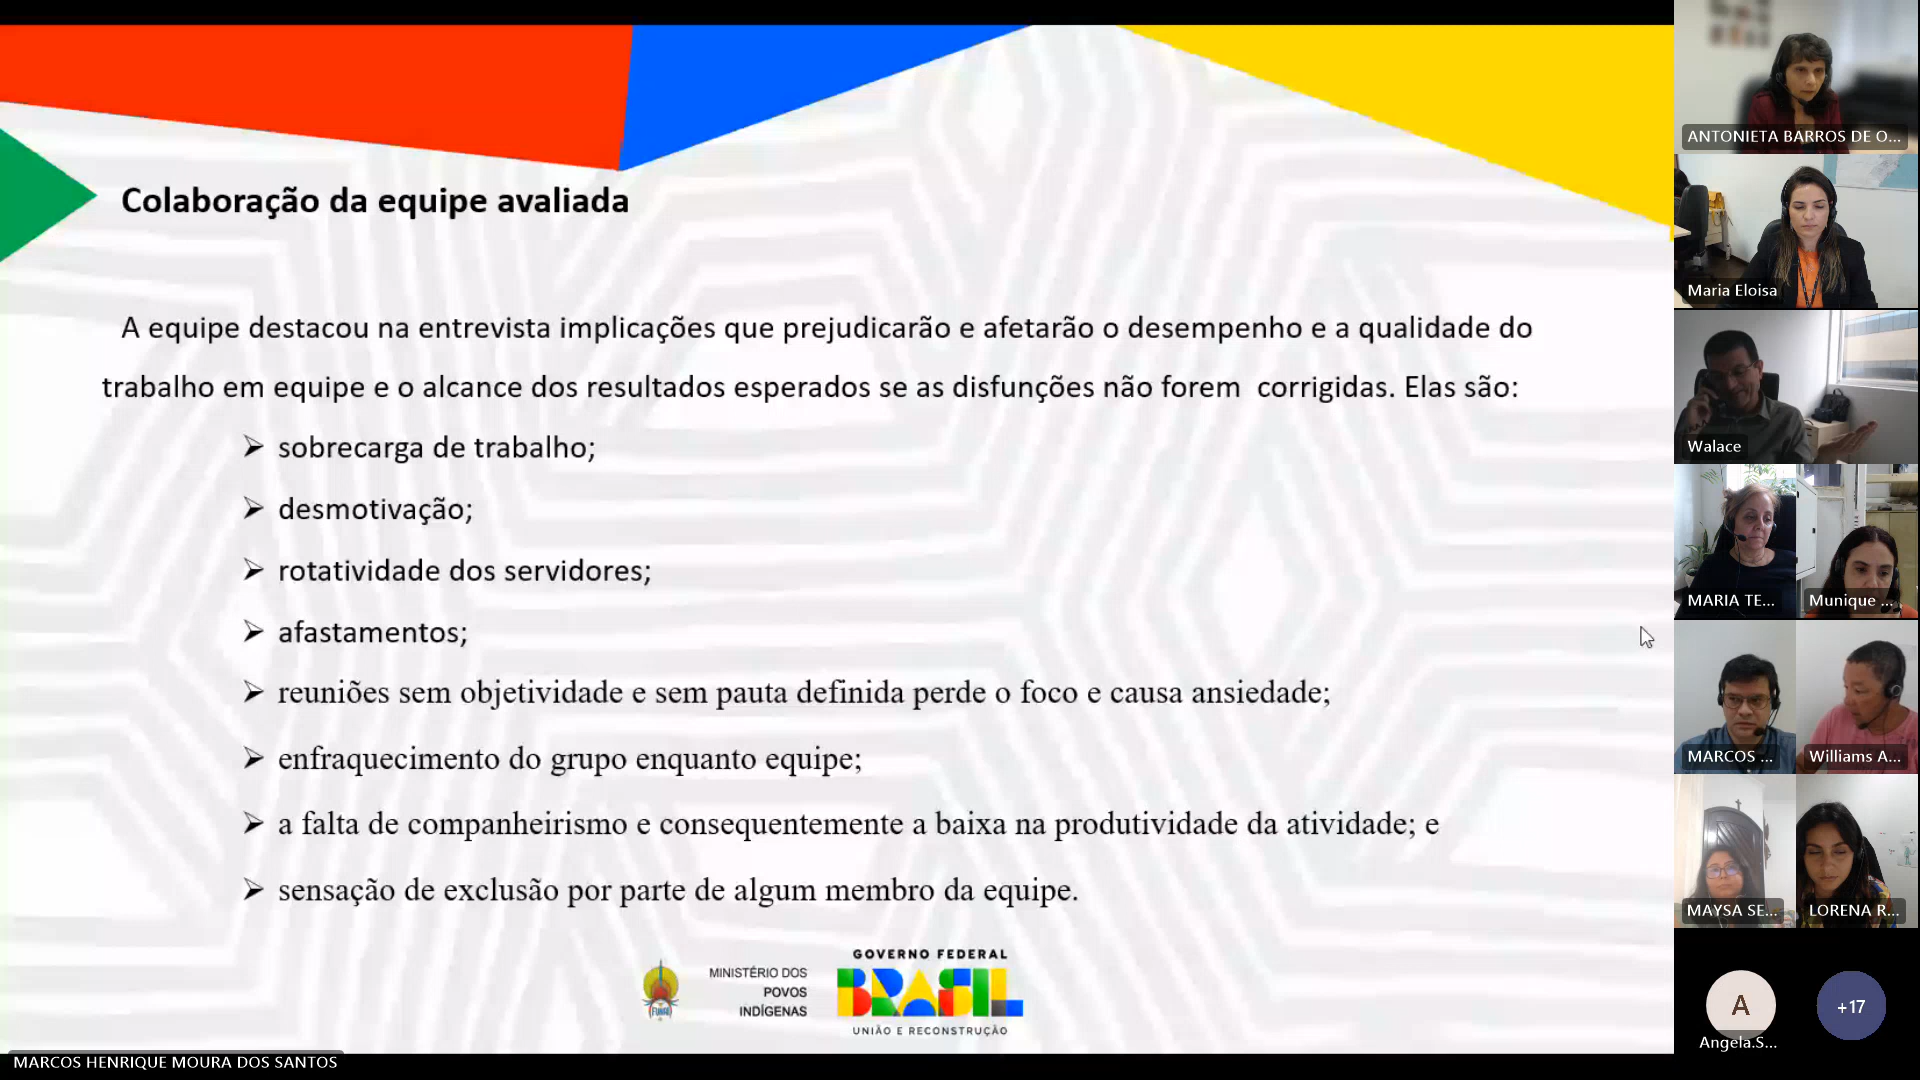 Colaboração da equipe avaliada
A equipe destacou na entrevista implicações que prejudicarão e afetarão o desempenho e a qualidade do
trabalho em equipe e o alcance dos resultados esperados se as disfunções não forem corrigidas. Elas são:
➢ sobrecarga de trabalho;
➢ desmotivação;
➢ rotatividade dos servidores;
➢ afastamentos;
➢ reuniões sem objetividade e sem pauta definida perde o foco e causa ansiedade;
➢ enfraquecimento do grupo enquanto equipe;
➢ a falta de companheirismo e consequentemente a baixa na produtividade da atividade; e
➢ sensação de exclusão por parte de algum membro da equipe.
FUNAI
MINISTÉRIO DOS
POVOS
INDÍGENAS
GOVERNO FEDERAL
BRASIL
UNIÃO E RECONSTRUÇÃO
MARCOS HENRIQUE MOURA DOS SANTOS
ANTONIETA BARROS DE O...
Maria Eloisa
Walace
MARIA TE...
Munique ...
MARCOS ...
Williams A...
MAYSA SE...
LORENA R...
A
Angela.S...
+17